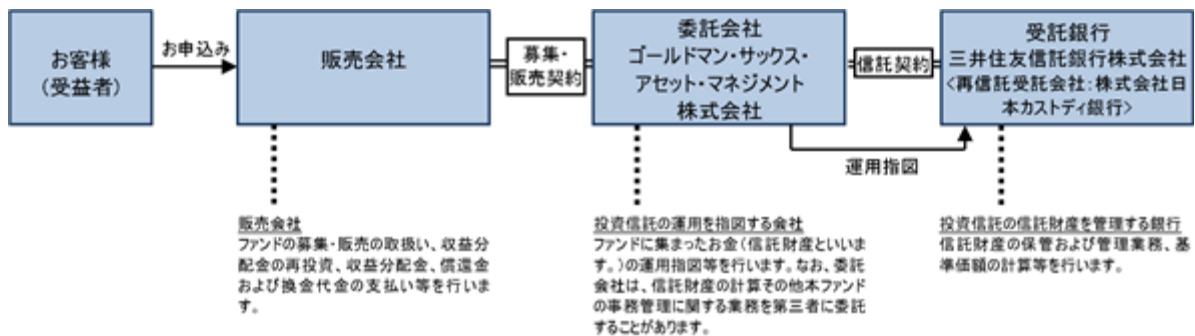 お客様
（受益者）
お申込み
販売会社
募集・
販売契約
委託会社
ゴールドマン・サックス・
アセット・マネジメント
株式会社
信託契約
受託銀行
三井住友信託銀行株式会社
<再信託受託会社：株式会社日
本カストディ銀行>
運用指図
販売会社
ファンドの募集・販売の取扱い、収益分
配金の再投資、収益分配金、償還金
および換金代金の支払い等を行いま
す。
投資信託の運用を指図する会社
ファンドに集まったお金（信託財産といいま
す。）の運用指図等を行います。なお、委託
会社は、信託財産の計算その他本ファンド
の事務管理に関する業務を第三者に委託
することがあります。
投資信託の信託財産を管理する銀行
信託財産の保管および管理業務、基
準価額の計算等を行います。